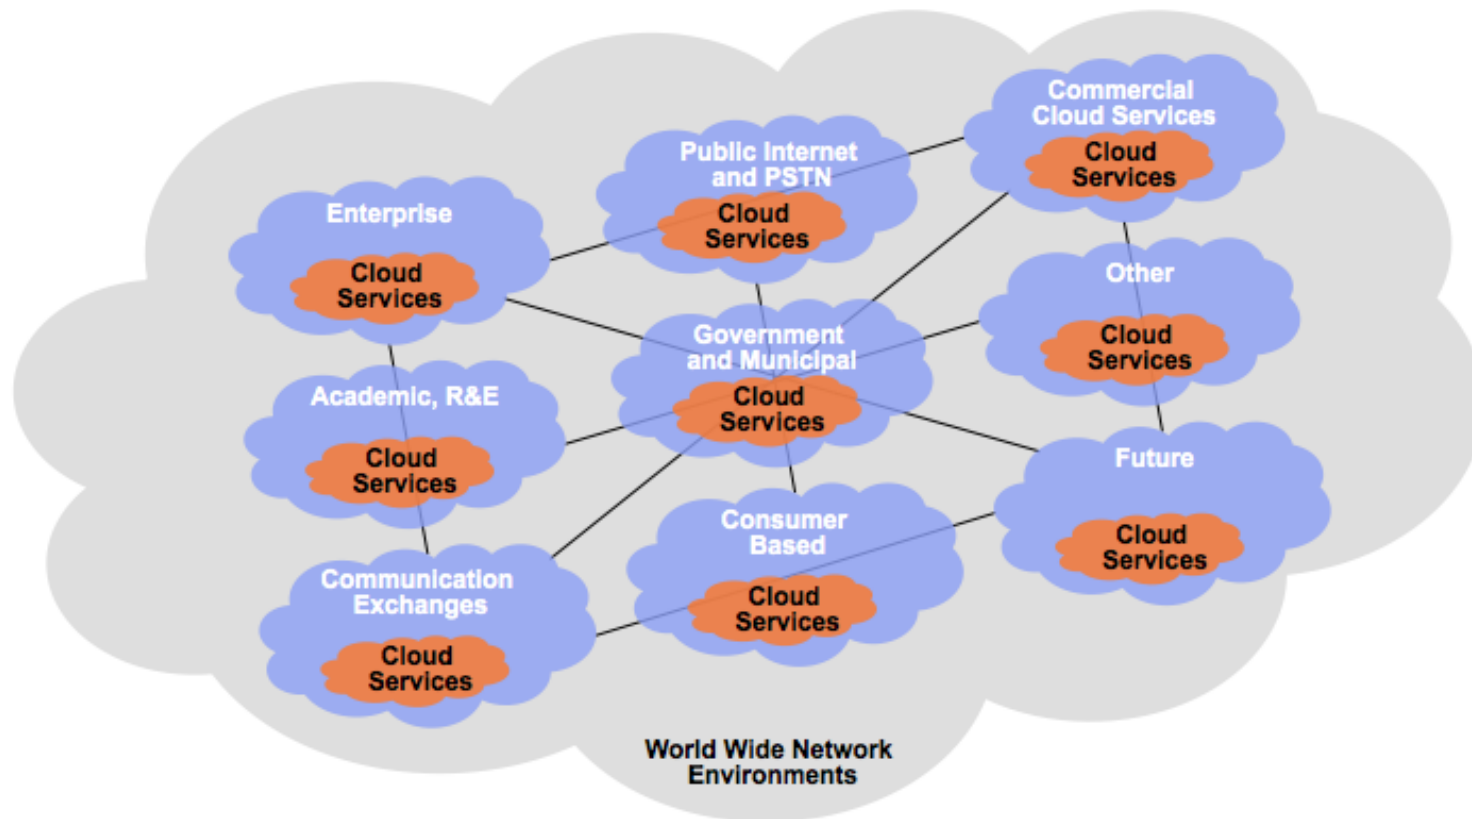 Commercial
Cloud Services
Cloud
Services
Public Internet
and PSTN
Cloud
Services
Enterprise
Cloud
Services
Other
Cloud
Services
Government
and Municipal
Cloud
Services
Academic, R&E
Cloud
Services
Future
Cloud
Services
Consumer
Based
Cloud
Services
Communication
Exchanges
Cloud
Services
World Wide Network
Environments